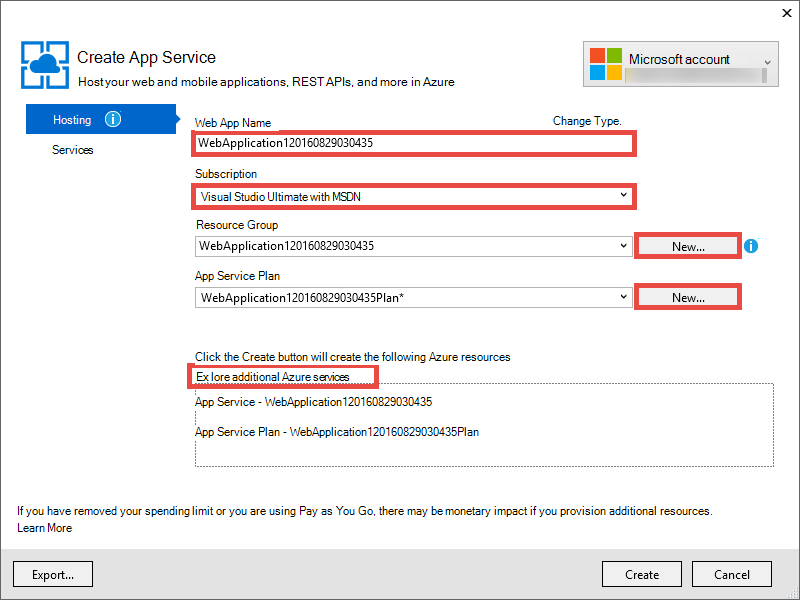 Create App Service
Host your web and mobile applications, REST APIs, and more in Azure
Microsoft account
Hosting
Services
Web App Name
Change Type.
WebApplication120160829030435
Subscription
Visual Studio Ultimate with MSDN
Resource Group
WebApplication120160829030435
New...
App Service Plan
WebApplication120160829030435Plan*
New...
Click the Create button will create the following Azure resources
Ex lore additional Azure services
App Service - WebApplication120160829030435
App Service Plan - WebApplication120160829030435Plan
If you have removed your spending limit or you are using Pay as You Go, there may be monetary impact if you provision additional resources.
Learn More
Export...
Create
Cancel